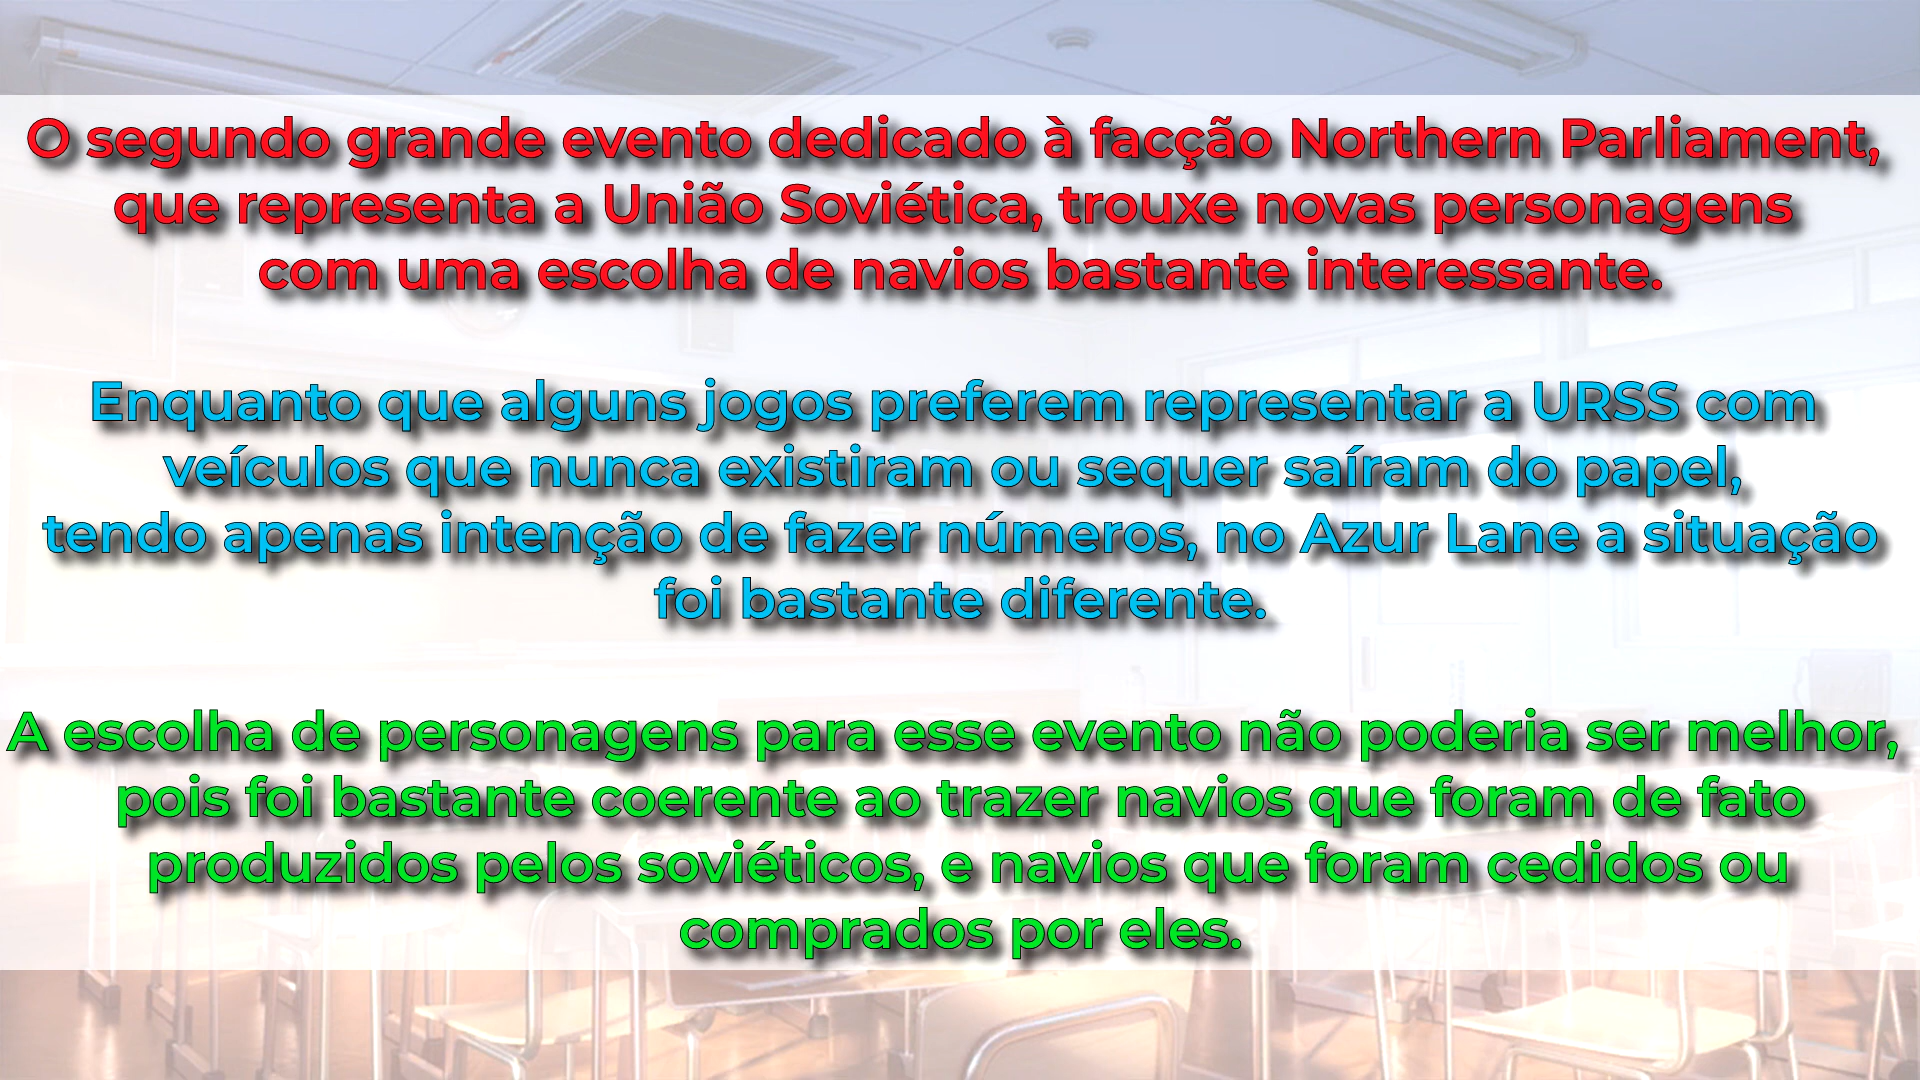 O segundo grande evento dedicado à facção Northern Parliament,
que representa a União Soviética, trouxe novas personagens
com uma escolha de navios bastante interessante.
Enquanto que alguns jogos preferem representar a URSS com
veículos que nunca existiram ou sequer saíram do papel,
tendo apenas intenção de fazer números, no Azur Lane a situação
foi bastante diferente.
A escolha de personagens para esse evento não poderia ser melhor,
pois foi bastante coerente ao trazer navios que foram de fato
produzidos pelos soviéticos, e navios que foram cedidos ou
comprados por eles.